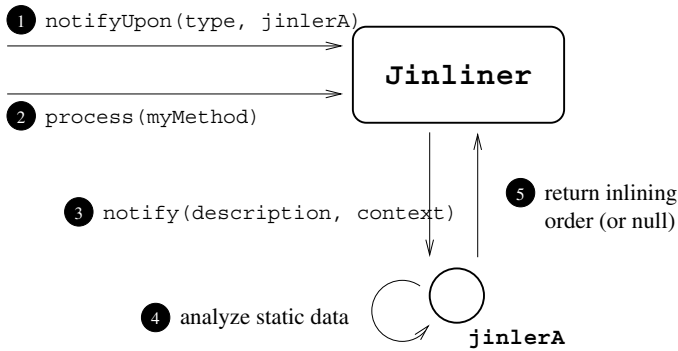 1 notifyUpon(type, jinlerA)
Jinliner
2 process(myMethod)
3 notify(description, context)
5 return inlining
order (or null)
4 analyze static data
jinlerA